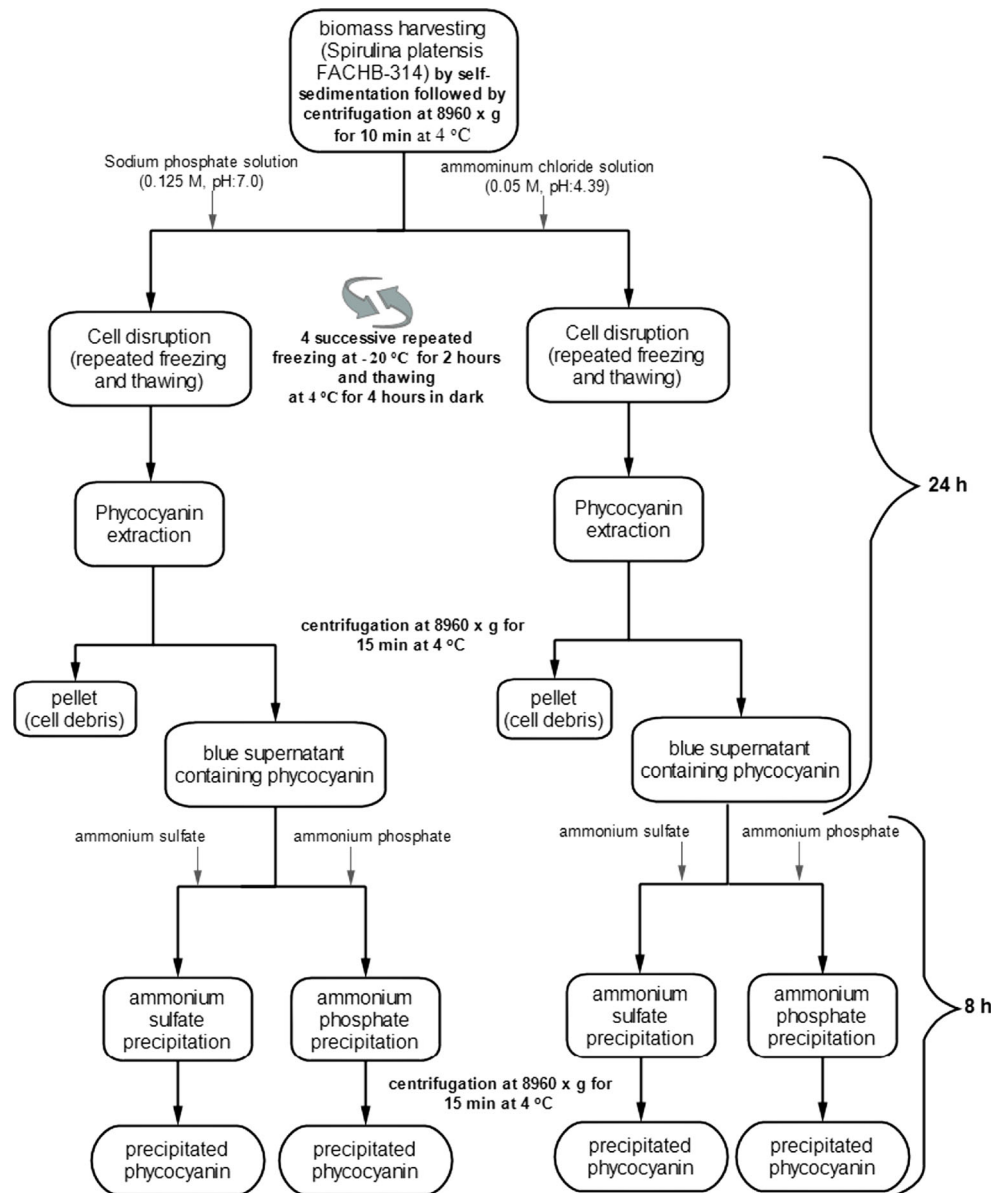 biomass harvesting
(Spirulina platensis
FACHB-314) by self-
sedimentation followed by
centrifugation at 8960 x g
for 10 min at 4 °C
Sodium phosphate solution
(0.125 M, pH:7.0)
ammominum chloride solution
(0.05 M, pH:4.39)
Cell disruption
(repeated freezing
and thawing)
4 successive repeated
freezing at - 20 °C for 2 hours
and thawing
at 4 °C for 4 hours in dark
Cell disruption
(repeated freezing
and thawing)
24 h
Phycocyanin
extraction
Phycocyanin
extraction
centrifugation at 8960 x g for
15 min at 4 °C
pellet
(cell debris)
pellet
(cell debris)
blue supernatant
containing phycocyanin
blue supernatant
containing phycocyanin
ammonium sulfate
ammonium phosphate
ammonium sulfate
ammonium phosphate
ammonium
sulfate
precipitation
ammonium
phosphate
precipitation
ammonium
sulfate
precipitation
ammonium
phosphate
precipitation
8 h
centrifugation at 8960 x g for
15 min at 4 °C
precipitated
phycocyanin
precipitated
phycocyanin
precipitated
phycocyanin
precipitated
phycocyanin